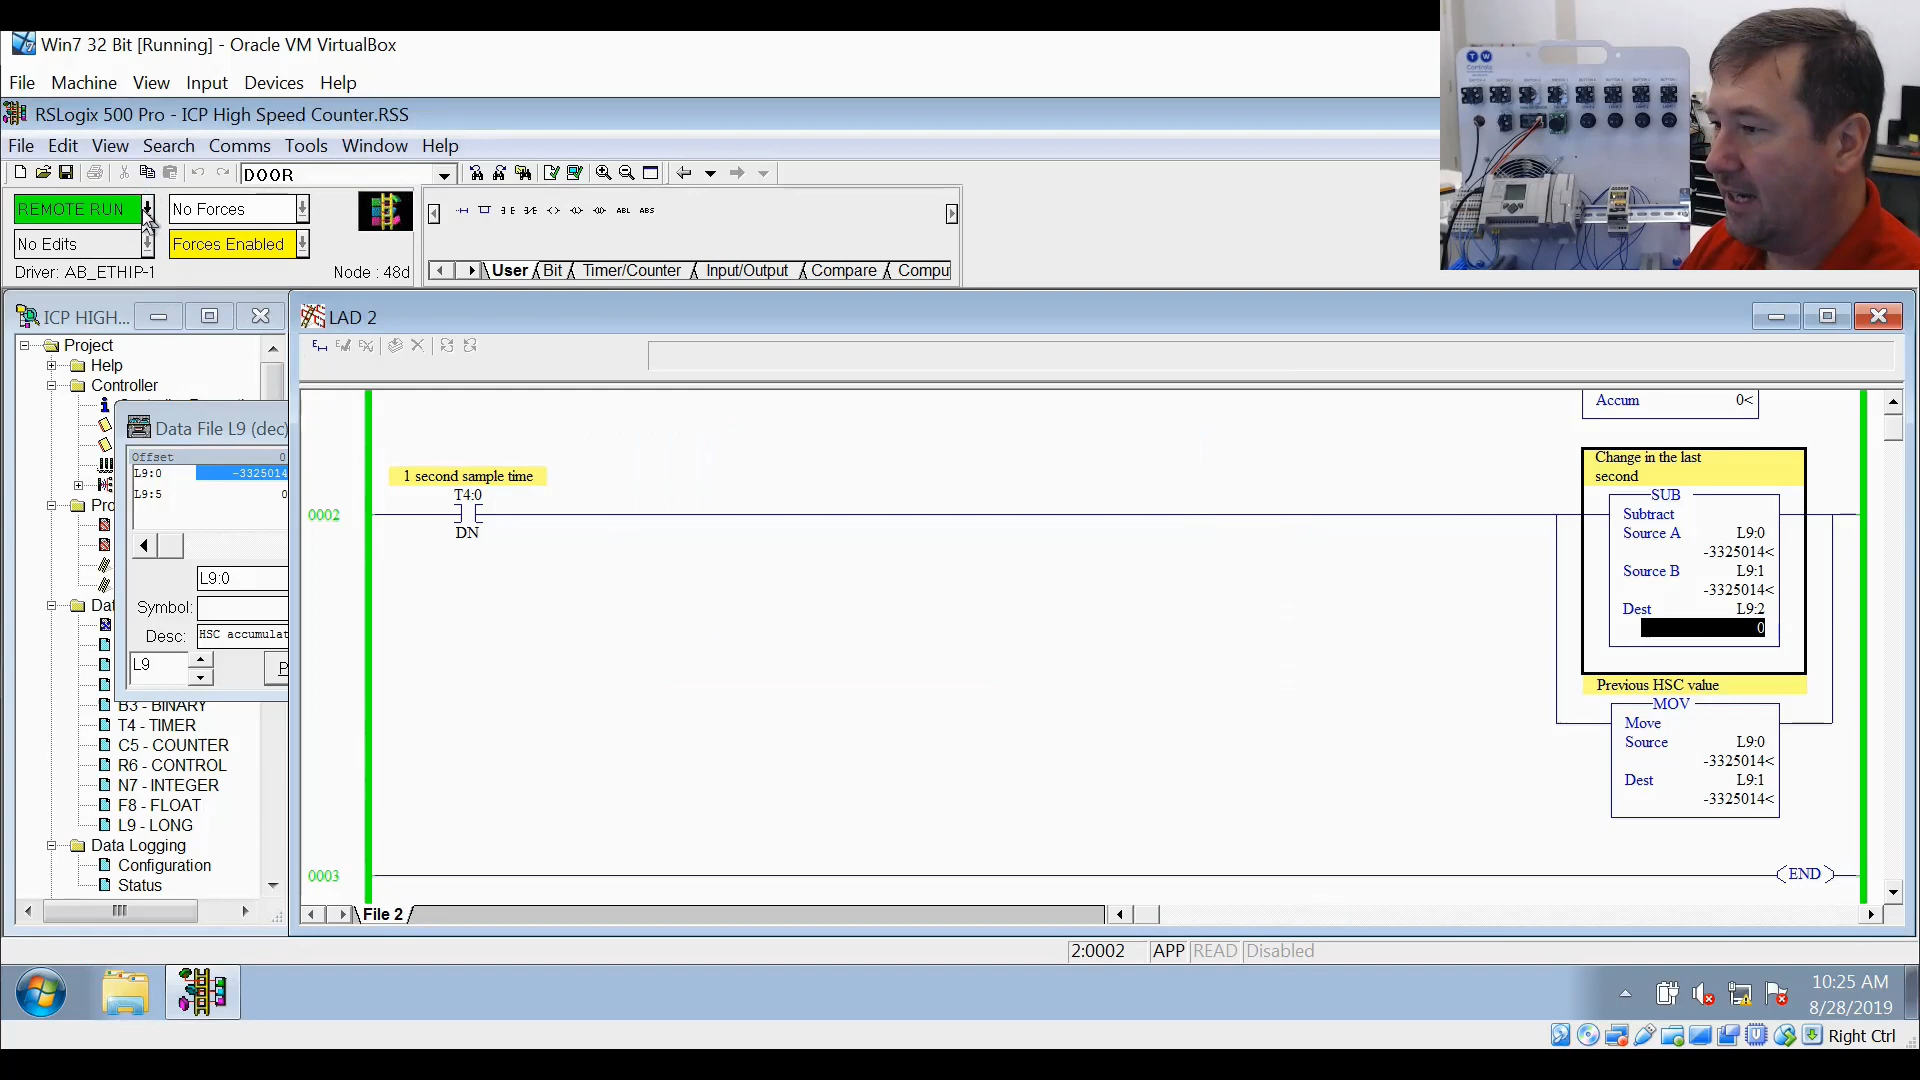 Win7 32 Bit [Running] - Oracle VM VirtualBox
File Machine View Input Devices Help
RSLogix 500 Pro - ICP High Speed Counter.RSS
File Edit View Search Comms Tools Window Help
DOOR
REMOTE RUN No Forces
No Edits Forces Enabled
Driver: AB_ETHIP-1 Node : 48d
ABL ABS
User Bit Timer/Counter Input/Output Compare Compu
ICP HIGH...
LAD 2
Project
Help
Controller
Data File L9 (dec)
Offset 0
L9:0 -3325014
L9:5 0
L9:0
Symbol:
Desc: HSC accumulat
L9
P
Pro
Dat
B3 - BINARY
T4 - TIMER
C5 - COUNTER
R6 - CONTROL
N7 - INTEGER
F8 - FLOAT
L9 - LONG
Data Logging
Configuration
Status
Accum 0<
1 second sample time
T4:0
DN
0002
Change in the last
second
SUB
Subtract
Source A L9:0
-3325014<
Source B L9:1
-3325014<
Dest L9:2
0
Previous HSC value
MOV
Move
Source L9:0
-3325014<
Dest L9:1
-3325014<
0003
END
File 2
2:0002 APP READ Disabled
10:25 AM
8/28/2019
Right Ctrl
T W
Controls